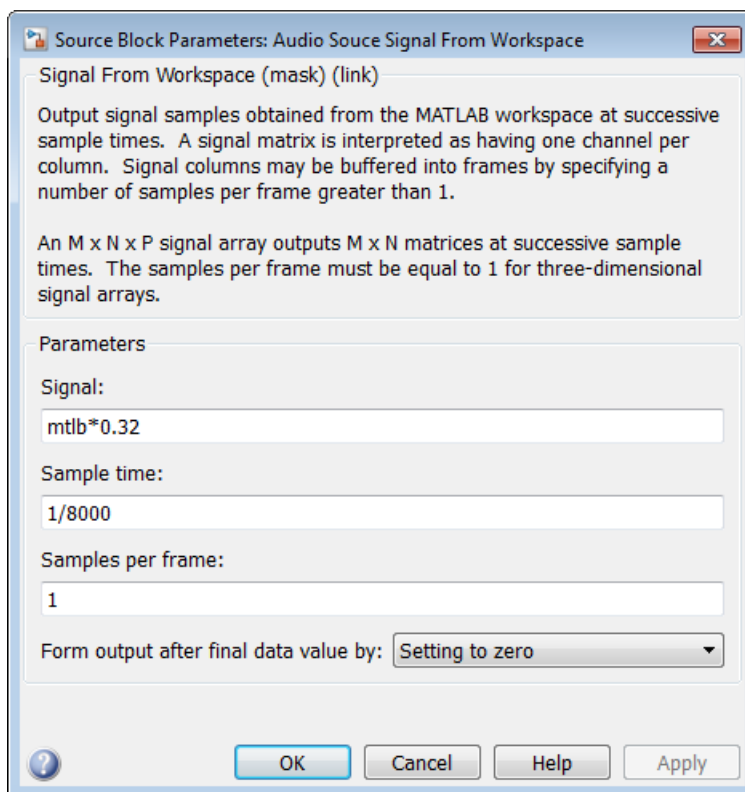 Source Block Parameters: Audio Souce Signal From Workspace
Signal From Workspace (mask) (link)
Output signal samples obtained from the MATLAB workspace at successive
sample times.  A signal matrix is interpreted as having one channel per
column.  Signal columns may be buffered into frames by specifying a
number of samples per frame greater than 1.
An M x N x P signal array outputs M x N matrices at successive sample
times.  The samples per frame must be equal to 1 for three-dimensional
signal arrays.
Parameters
Signal:
mtlb*0.32
Sample time:
1/8000
Samples per frame:
1
Form output after final data value by: Setting to zero
? OK Cancel Help Apply